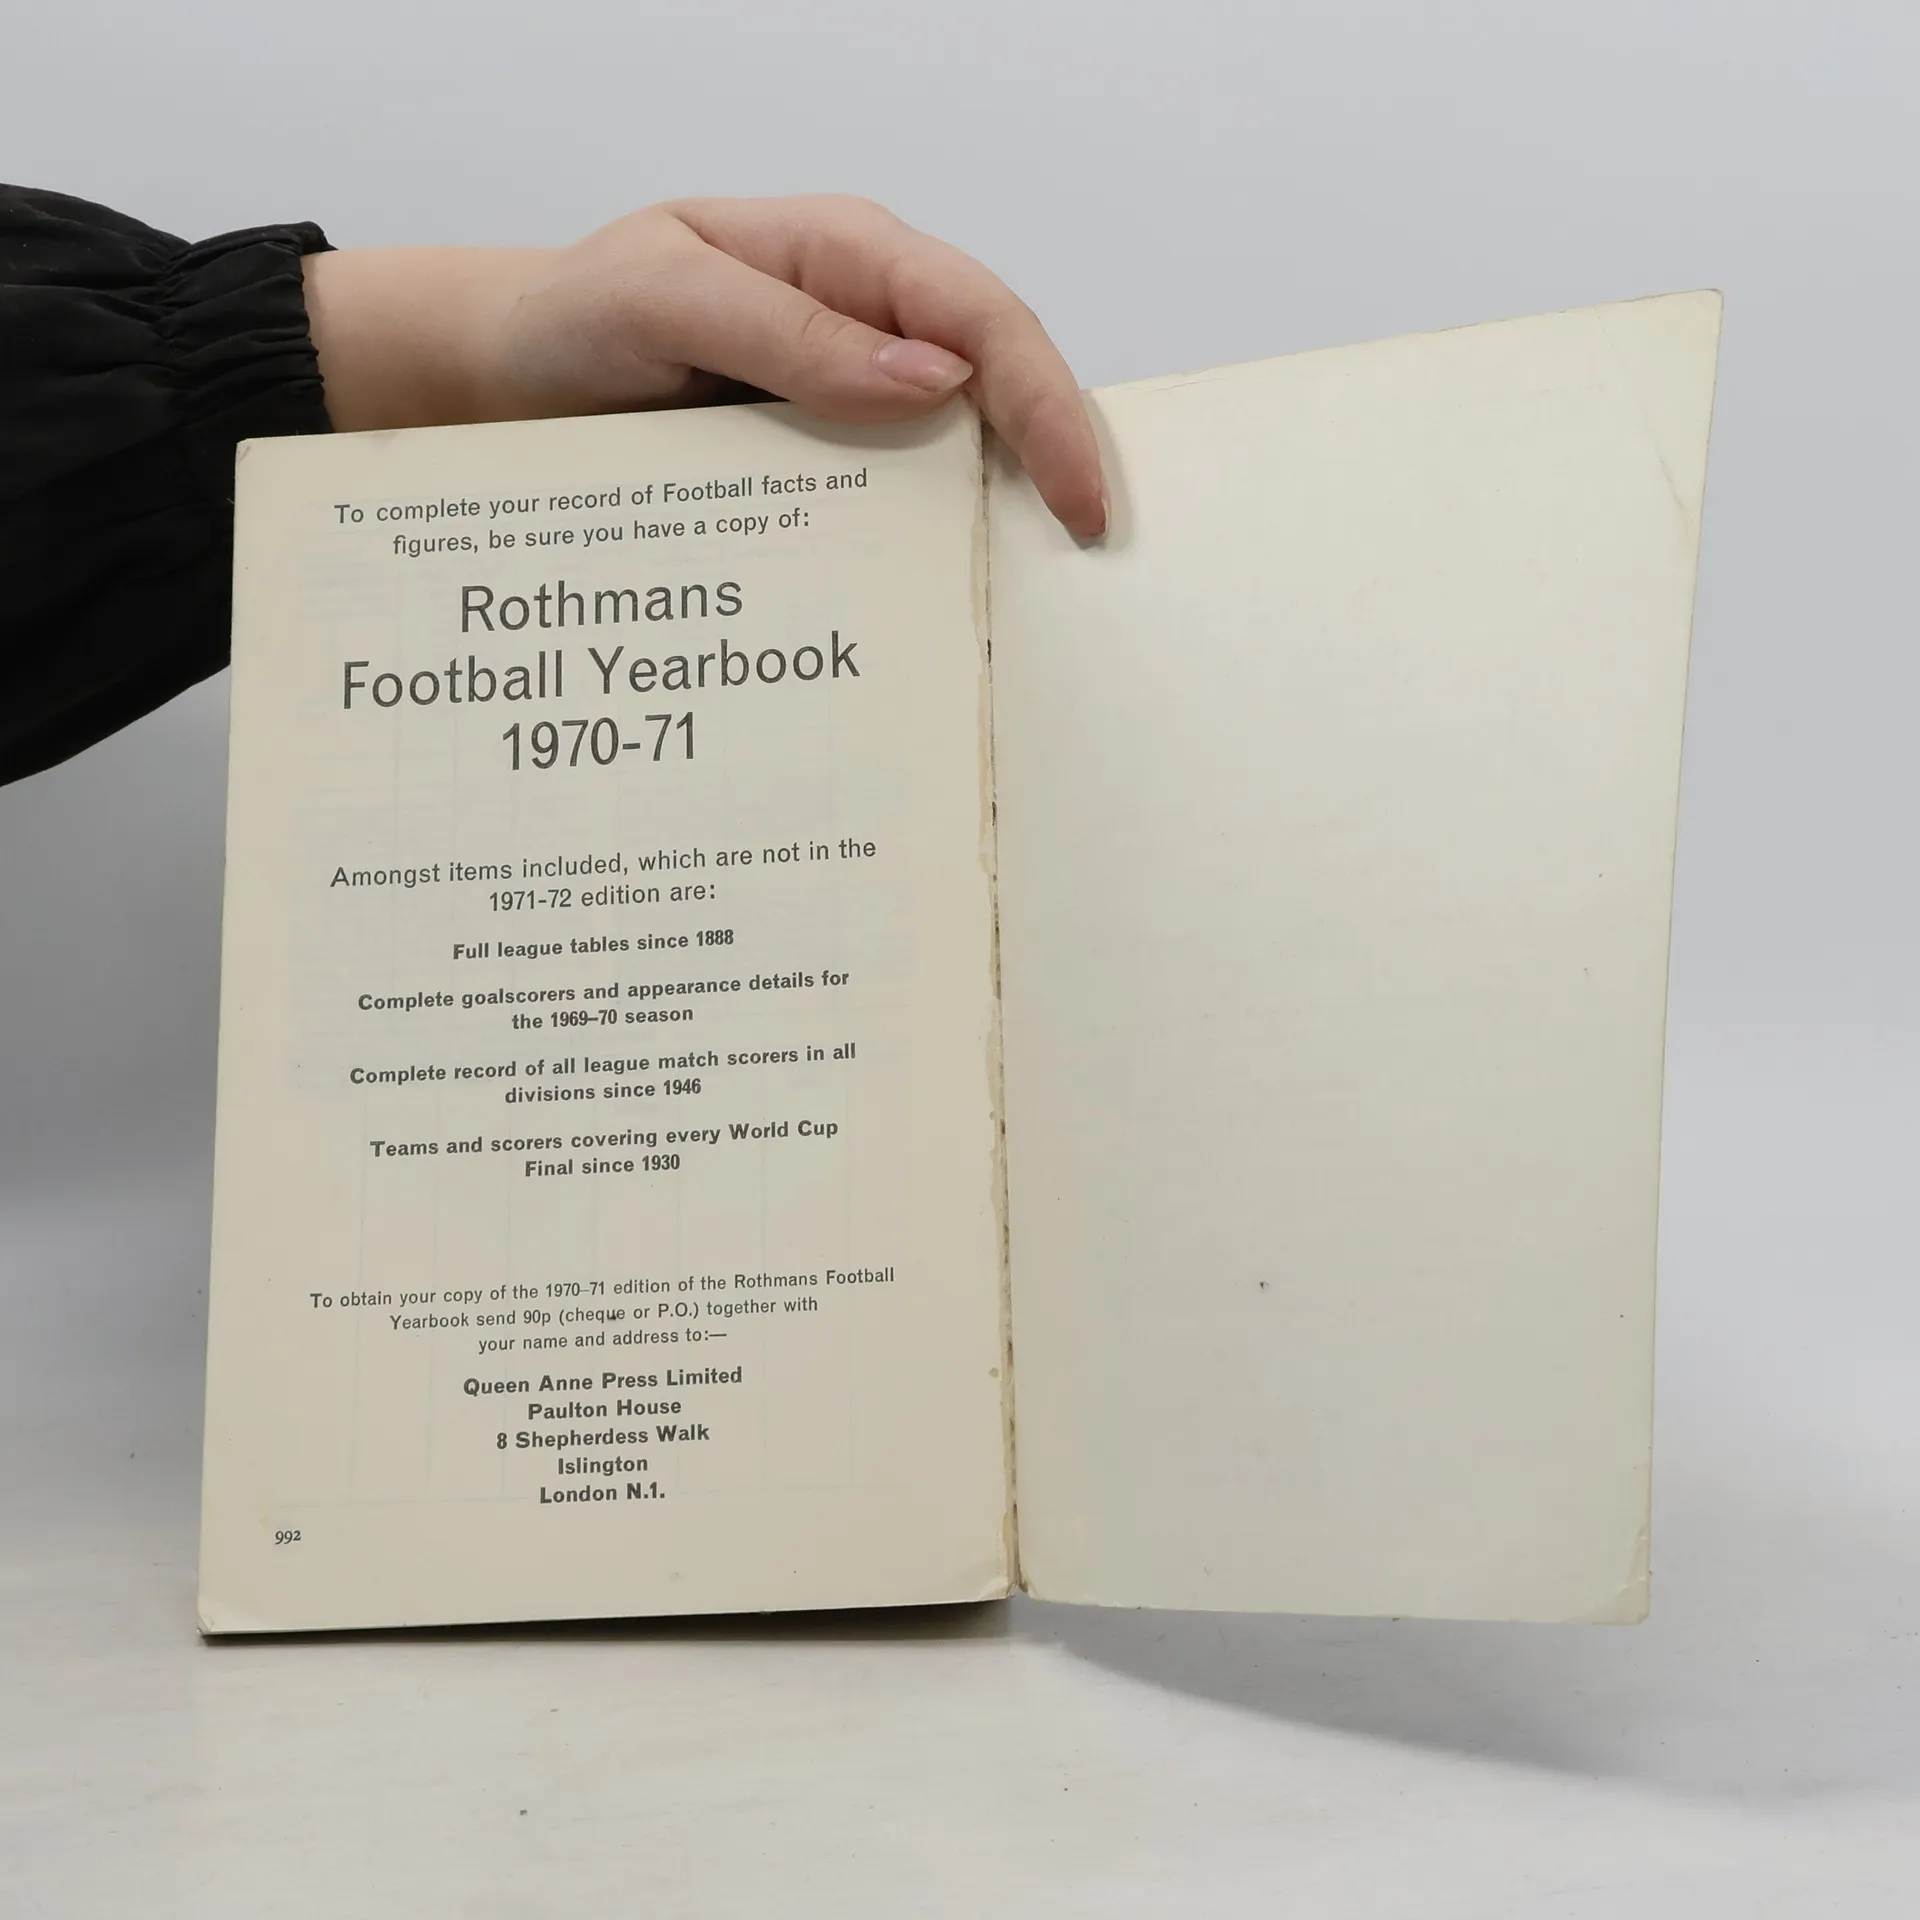 To complete your record of Football facts and
figures, be sure you have a copy of:
Rothmans
Football Yearbook
1970-71
Amongst items included, which are not in the
1971-72 edition are:
Full league tables since 1888
Complete goalscorers and appearance details for
the 1969–70 season
Complete record of all league match scorers in all
divisions since 1946
Teams and scorers covering every World Cup
Final since 1930
To obtain your copy of the 1970–71 edition of the Rothmans Football
Yearbook send 90p (cheque or P.O.) together with
your name and address to:—
Queen Anne Press Limited
Paulton House
8 Shepherdess Walk
Islington
London N.1.
992